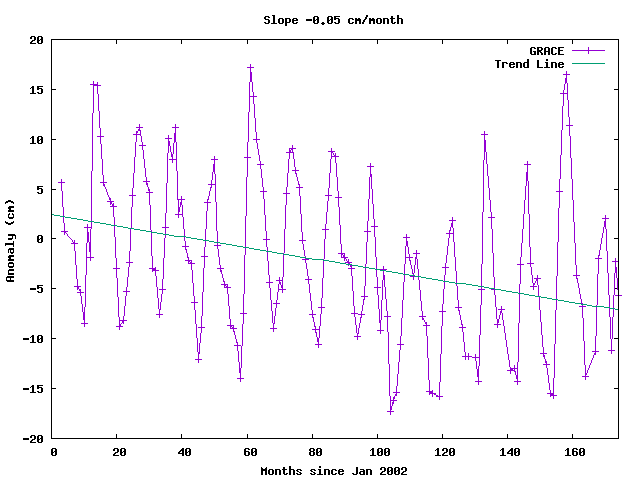 Slope -0.05 cm/month
GRACE
Trend Line
Anomaly (cm)
20
15
10
5
0
-5
-10
-15
-20
0 20 40 60 80 100 120 140 160
Months since Jan 2002